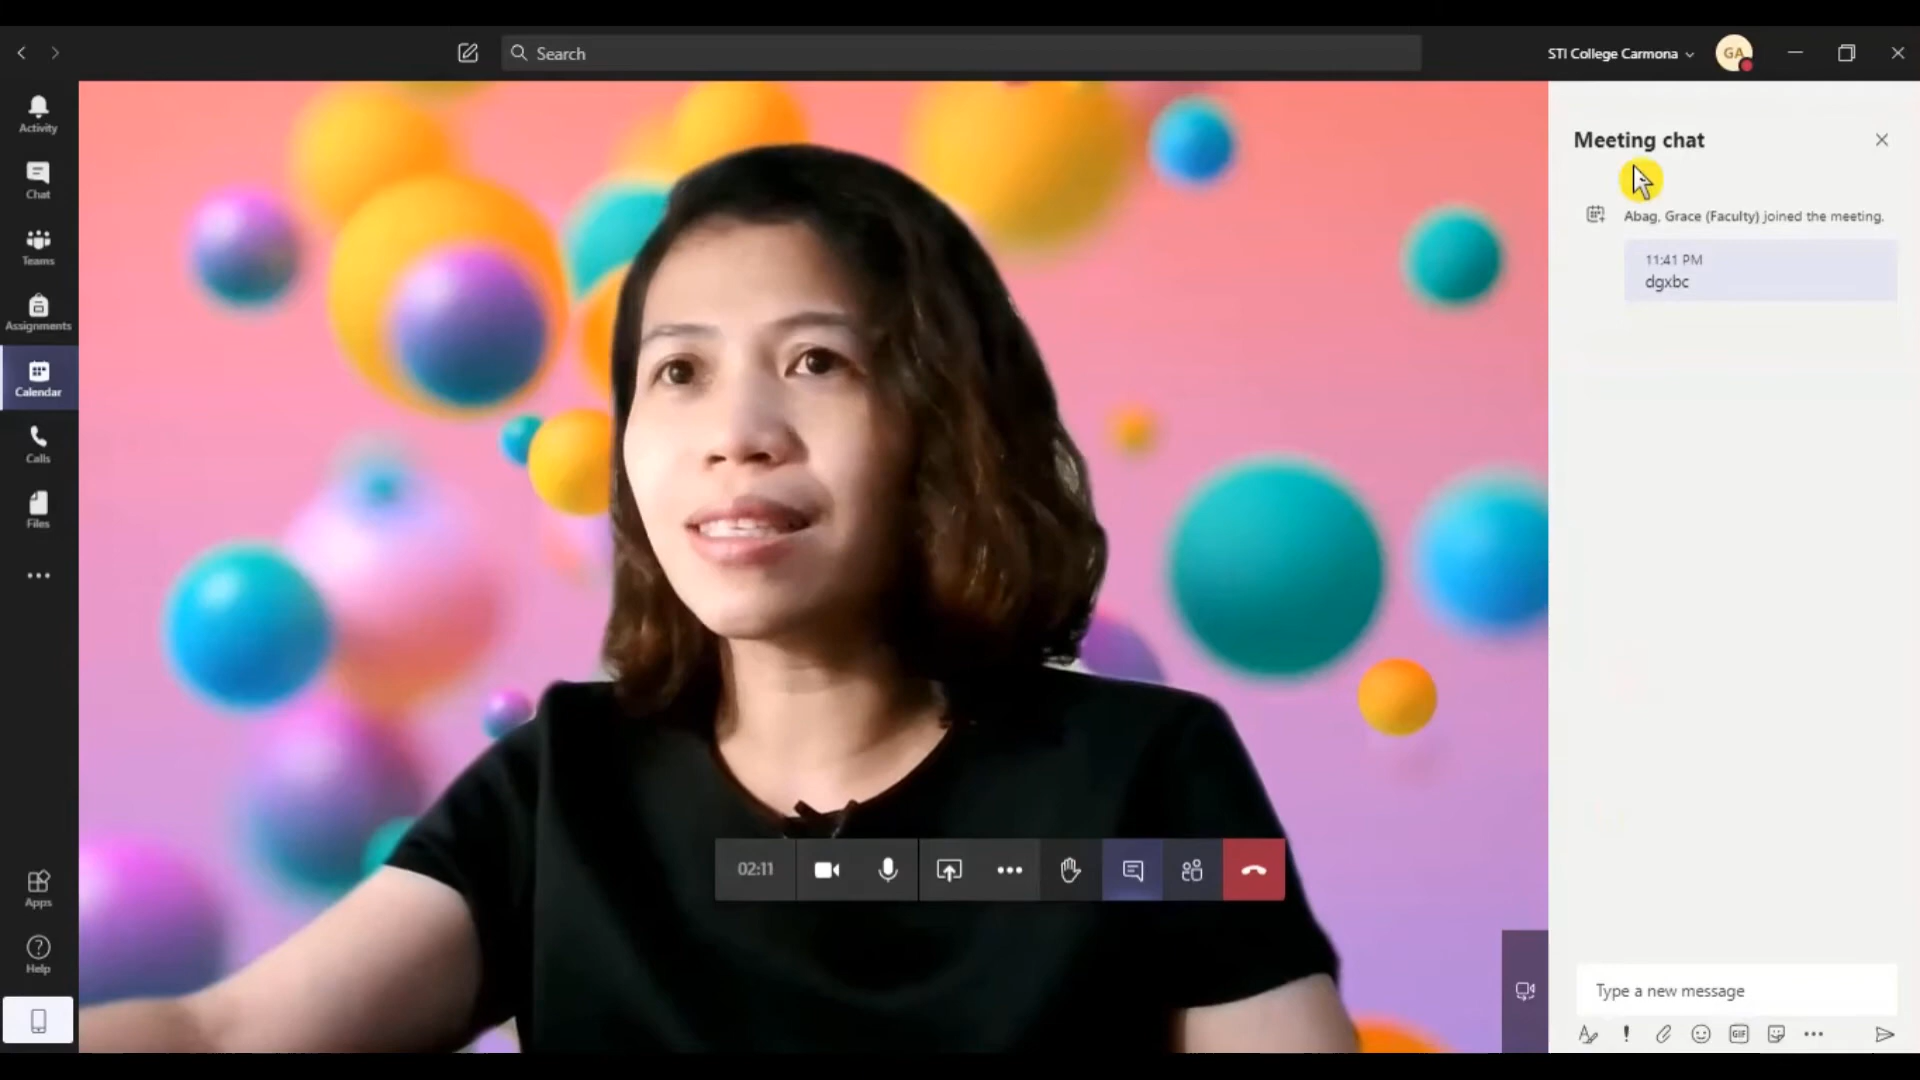 Search
STI College Carmona
GA
Activity
Chat
Teams
Assignments
Calendar
Calls
Files
Apps
Help
02:11
Meeting chat
Abag, Grace (Faculty) joined the meeting.
11:41 PM
dgxbc
Type a new message
GIF